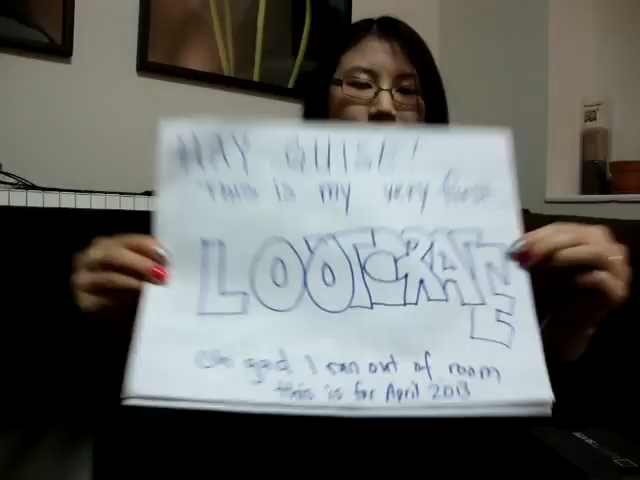 HAY GUISE!
This is my very first
LOOTCRATE
Oh god I ran out of room
this is for April 2013